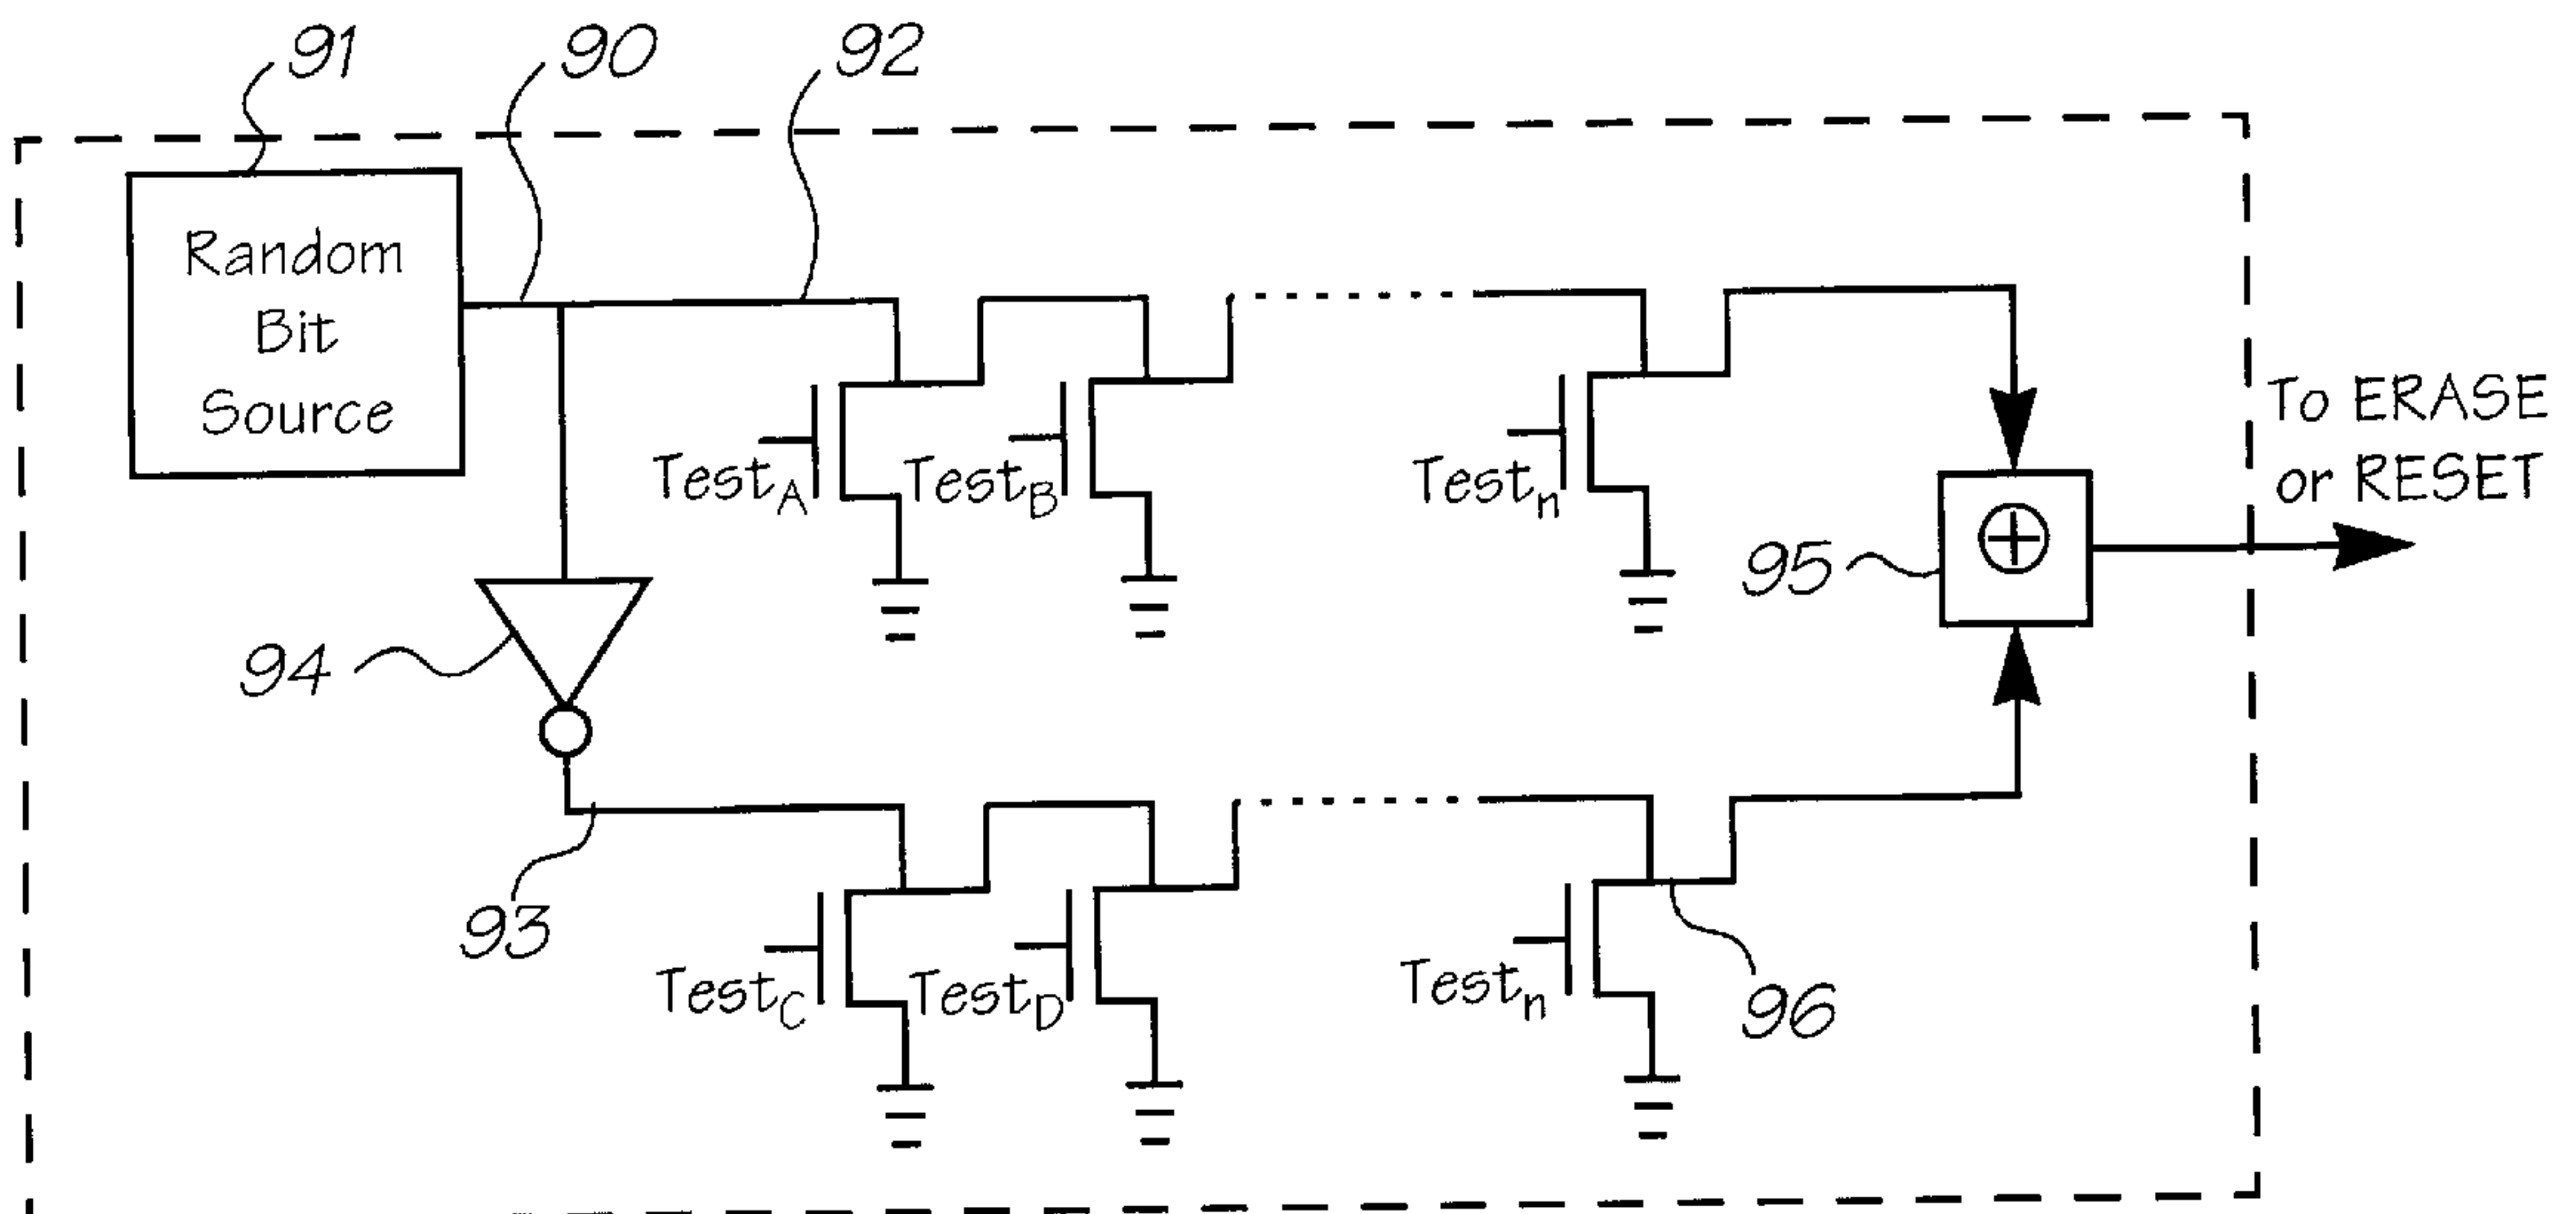 91
90
92
Random
Bit
Source
To ERASE
or RESET
TestA
TestB
Testn
95
94
93
TestC
TestD
Testn
96